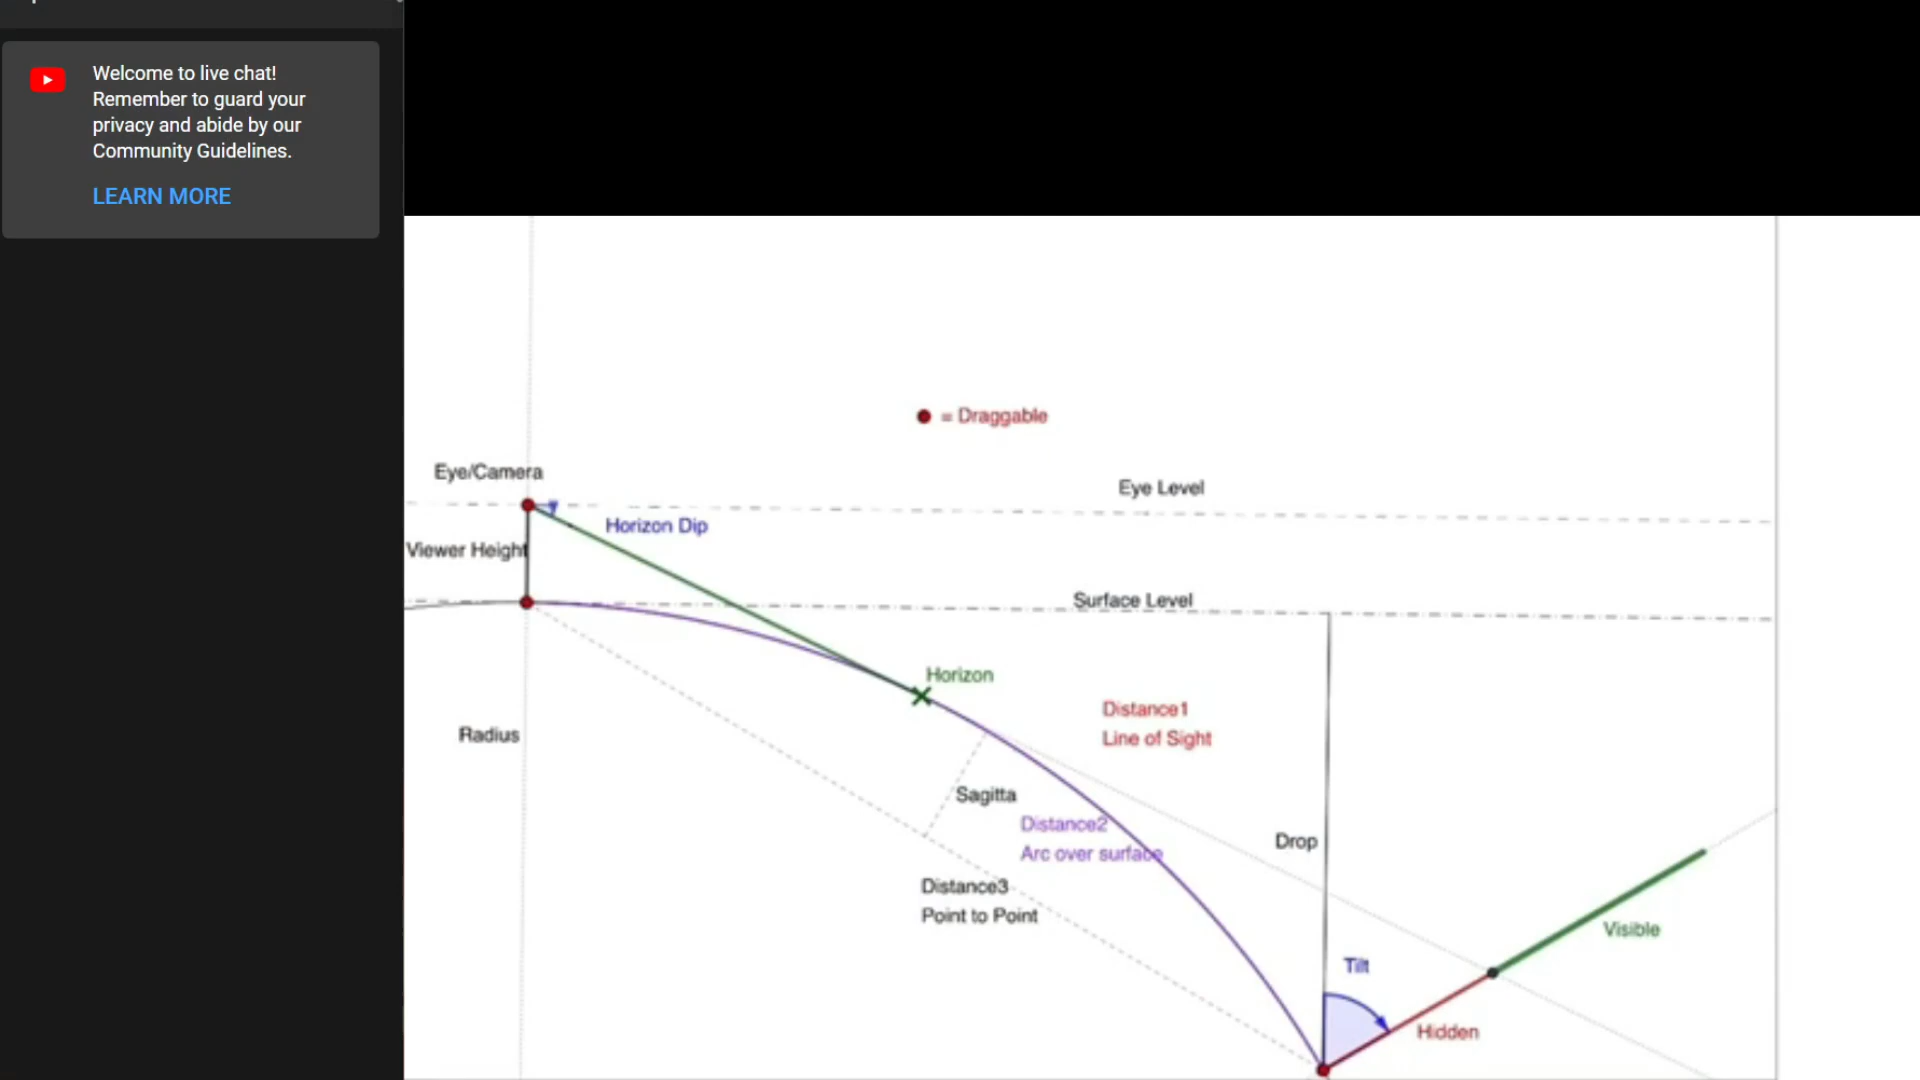 Welcome to live chat!
Remember to guard your
privacy and abide by our
Community Guidelines.
LEARN MORE
= Draggable
Eye/Camera
Eye Level
Horizon Dip
Viewer Height
Surface Level
Horizon
Distance1
Line of Sight
Radius
Sagitta
Distance2
Arc over surface
Drop
Distance3
Point to Point
Visible
Tilt
Hidden